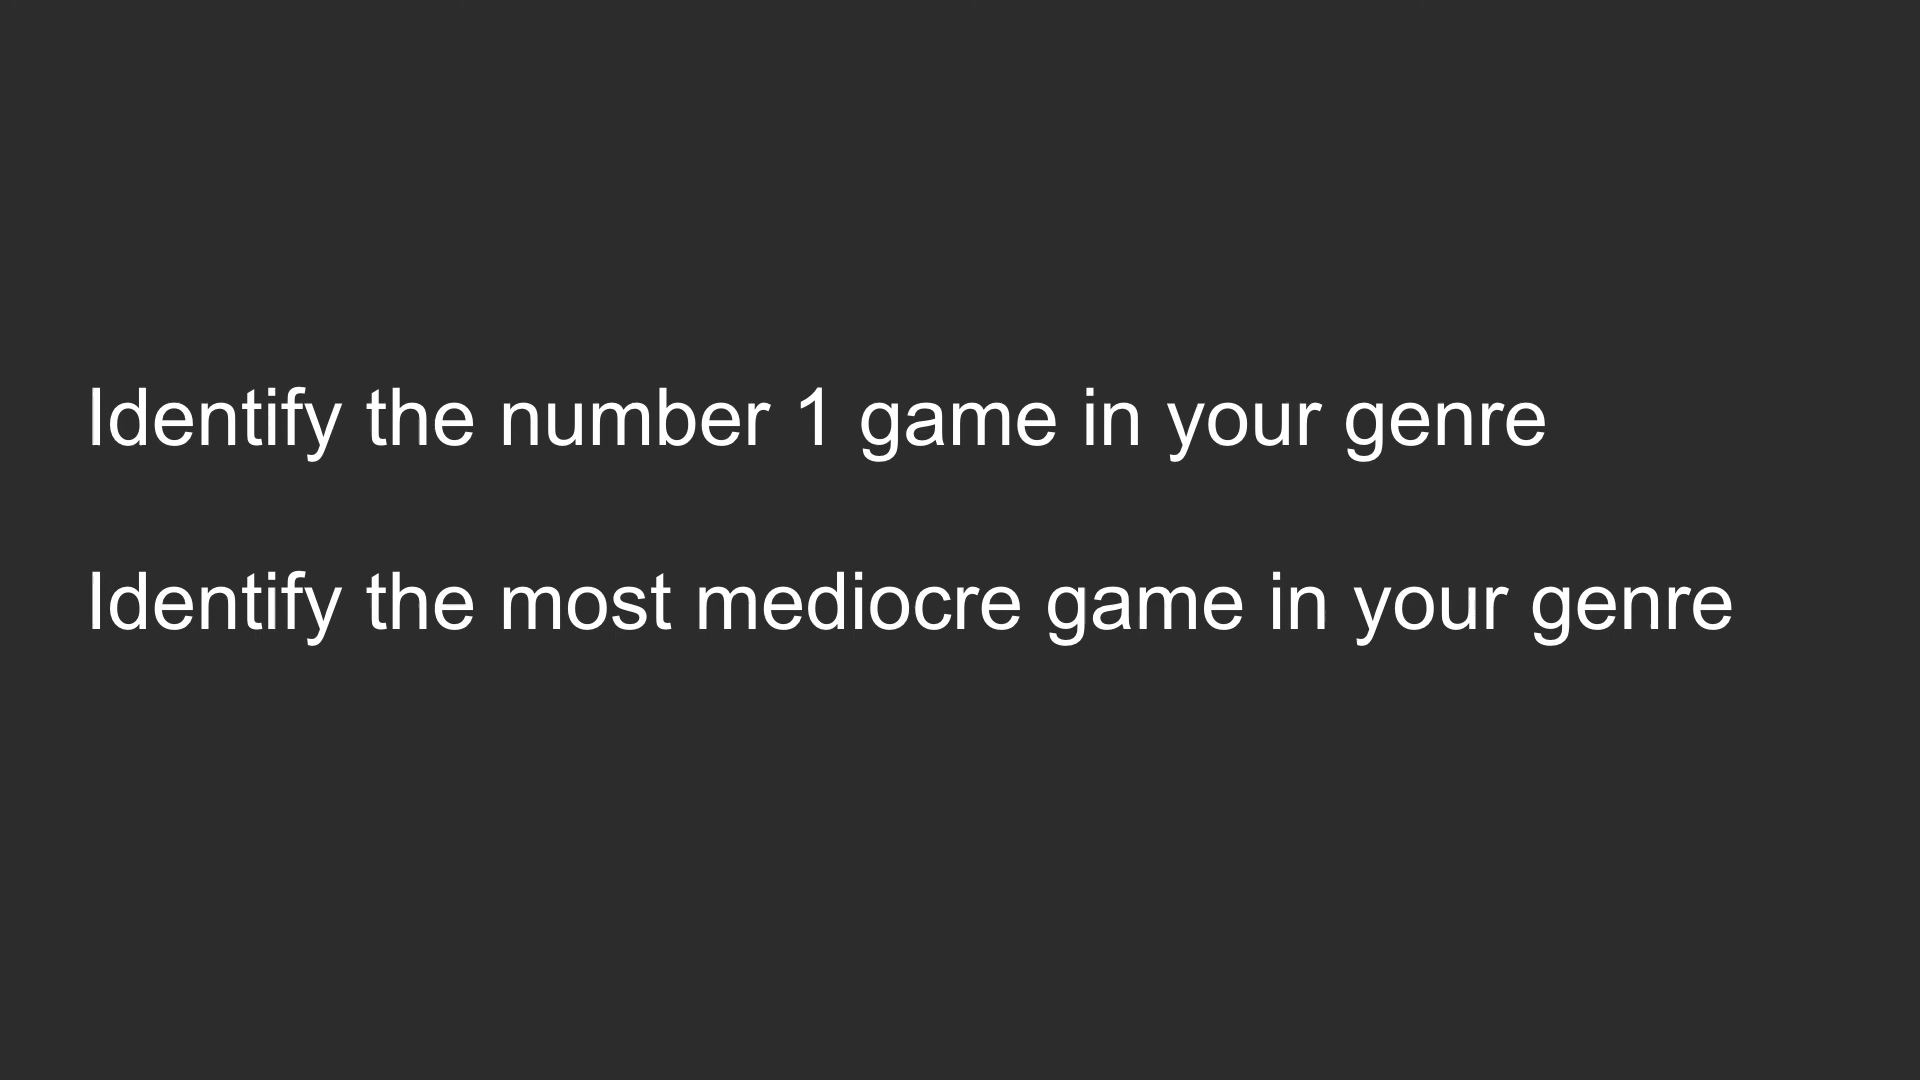 Identify the number 1 game in your genre
Identify the most mediocre game in your genre